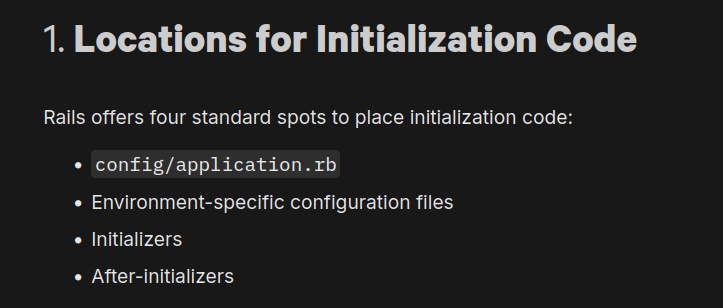 1. Locations for Initialization Code
Rails offers four standard spots to place initialization code:
• config/application.rb
• Environment-specific configuration files
• Initializers
• After-initializers